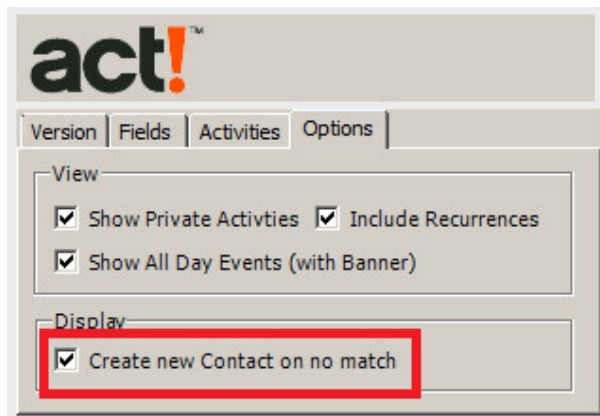 act!™
Version Fields Activities Options
View
Show Private Activties Include Recurrences
Show All Day Events (with Banner)
Display
Create new Contact on no match